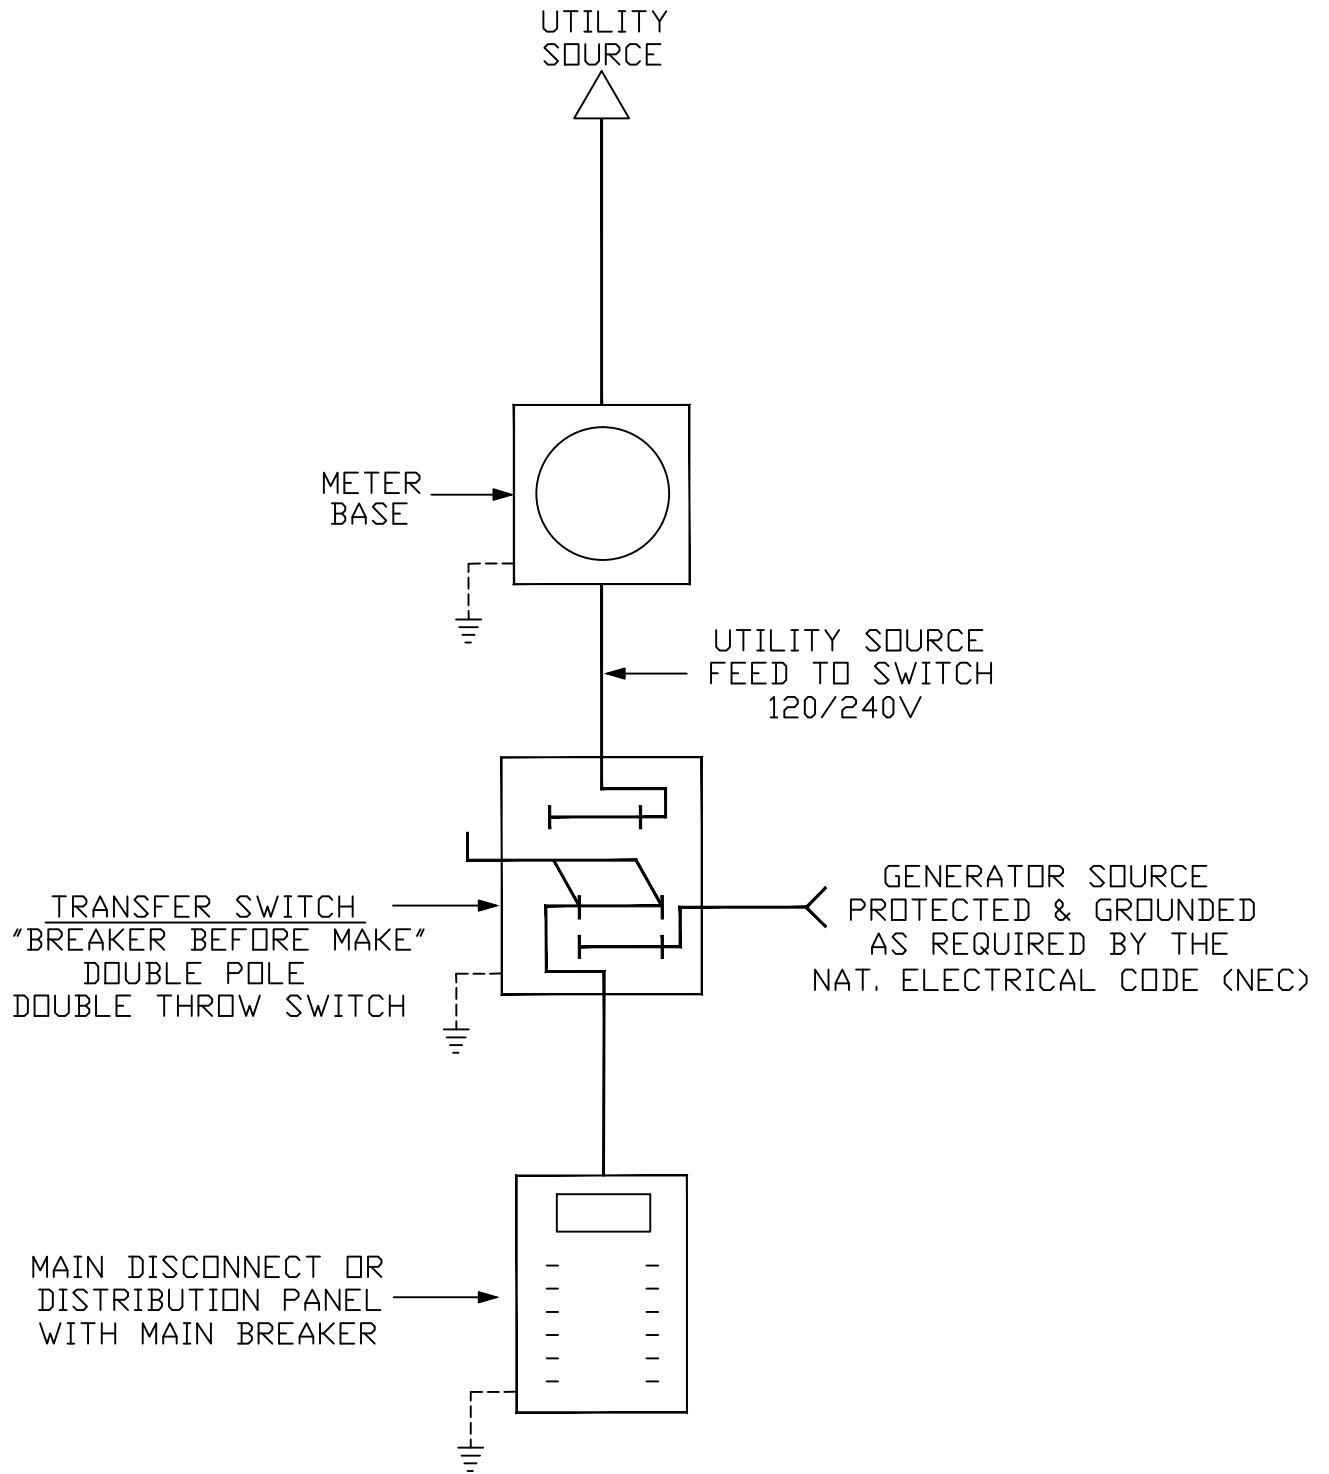 UTILITY
SOURCE
METER
BASE
UTILITY SOURCE
FEED TO SWITCH
120/240V
TRANSFER SWITCH
"BREAKER BEFORE MAKE"
DOUBLE POLE
DOUBLE THROW SWITCH
GENERATOR SOURCE
PROTECTED & GROUNDED
AS REQUIRED BY THE
NAT. ELECTRICAL CODE (NEC)
MAIN DISCONNECT OR
DISTRIBUTION PANEL
WITH MAIN BREAKER